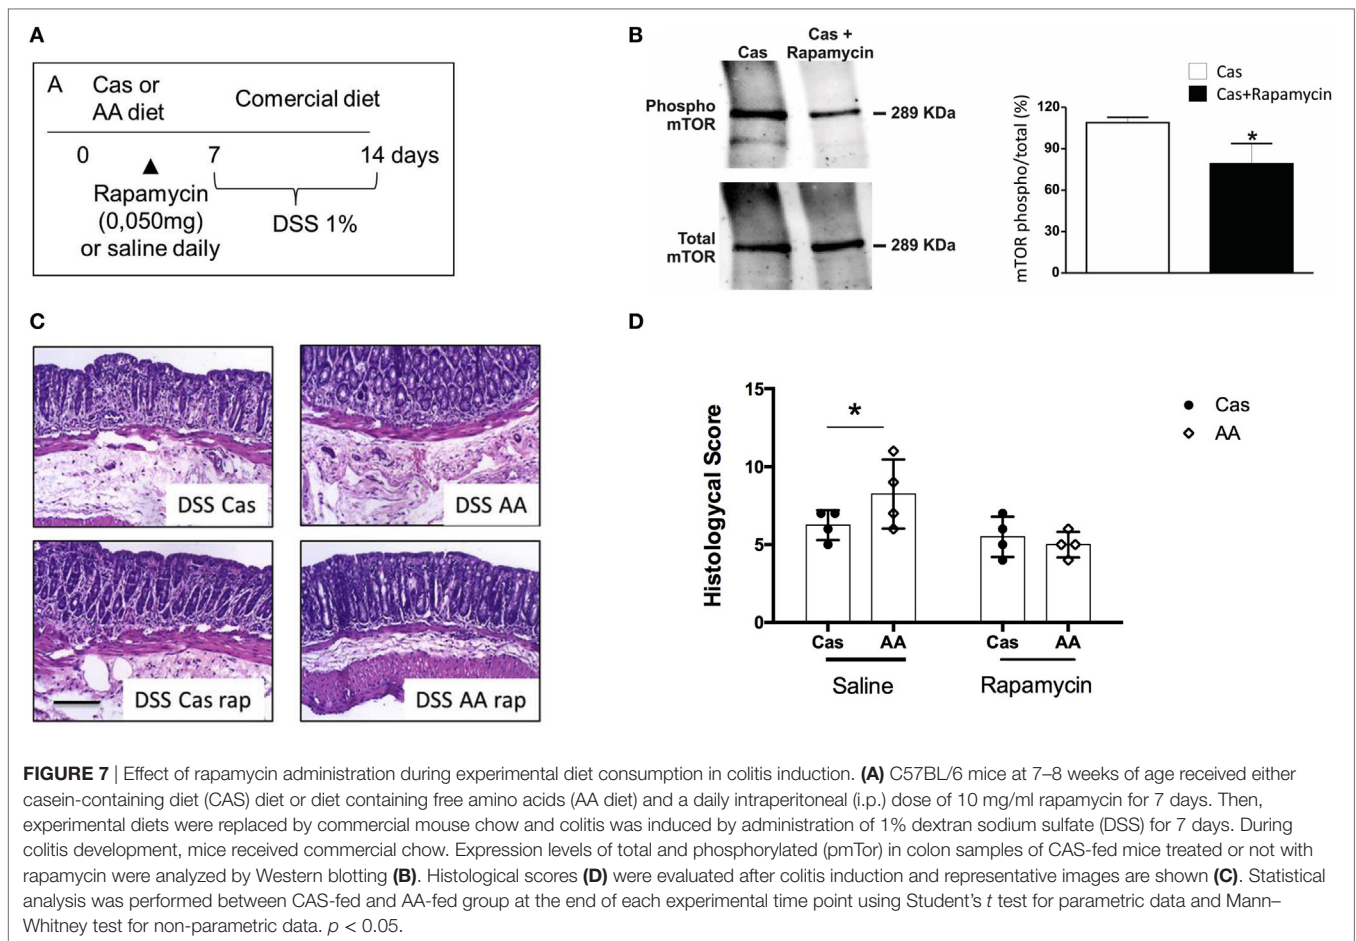 A
A
Cas or
AA diet
Comercial diet
0
7
14 days
Rapamycin
(0,050mg)
or saline daily
DSS 1%
B
Cas
Cas +
Rapamycin
Phospho
mTOR
289 KDa
Total
mTOR
289 KDa
Cas
Cas+Rapamycin
mTOR phospho/total (%)
120
90
60
30
0
*
C
DSS Cas
DSS AA
DSS Cas rap
DSS AA rap
D
Histologycal Score
15
10
5
0
*
Cas
AA
Cas
AA
Cas
AA
Saline
Rapamycin
FIGURE 7 | Effect of rapamycin administration during experimental diet consumption in colitis induction. (A) C57BL/6 mice at 7–8 weeks of age received either
casein-containing diet (CAS) diet or diet containing free amino acids (AA diet) and a daily intraperitoneal (i.p.) dose of 10 mg/ml rapamycin for 7 days. Then,
experimental diets were replaced by commercial mouse chow and colitis was induced by administration of 1% dextran sodium sulfate (DSS) for 7 days. During
colitis development, mice received commercial chow. Expression levels of total and phosphorylated (pmTor) in colon samples of CAS-fed mice treated or not with
rapamycin were analyzed by Western blotting (B). Histological scores (D) were evaluated after colitis induction and representative images are shown (C). Statistical
analysis was performed between CAS-fed and AA-fed group at the end of each experimental time point using Student's t test for parametric data and Mann–
Whitney test for non-parametric data. p < 0.05.